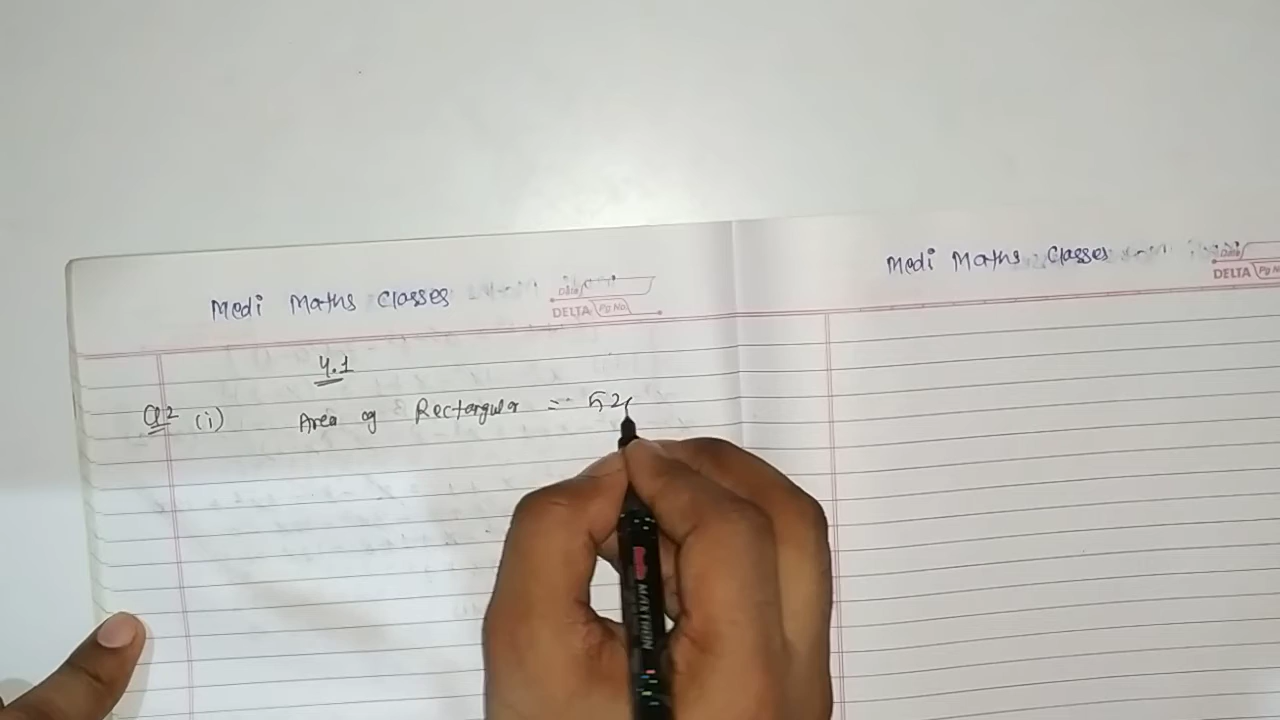 Medi Maths Classes
Date
DELTA Pg No
4.1
Q2 (i) Area of Rectangular = 52
Medi Maths Classes
Date
DELTA Pg No
MAXTRON